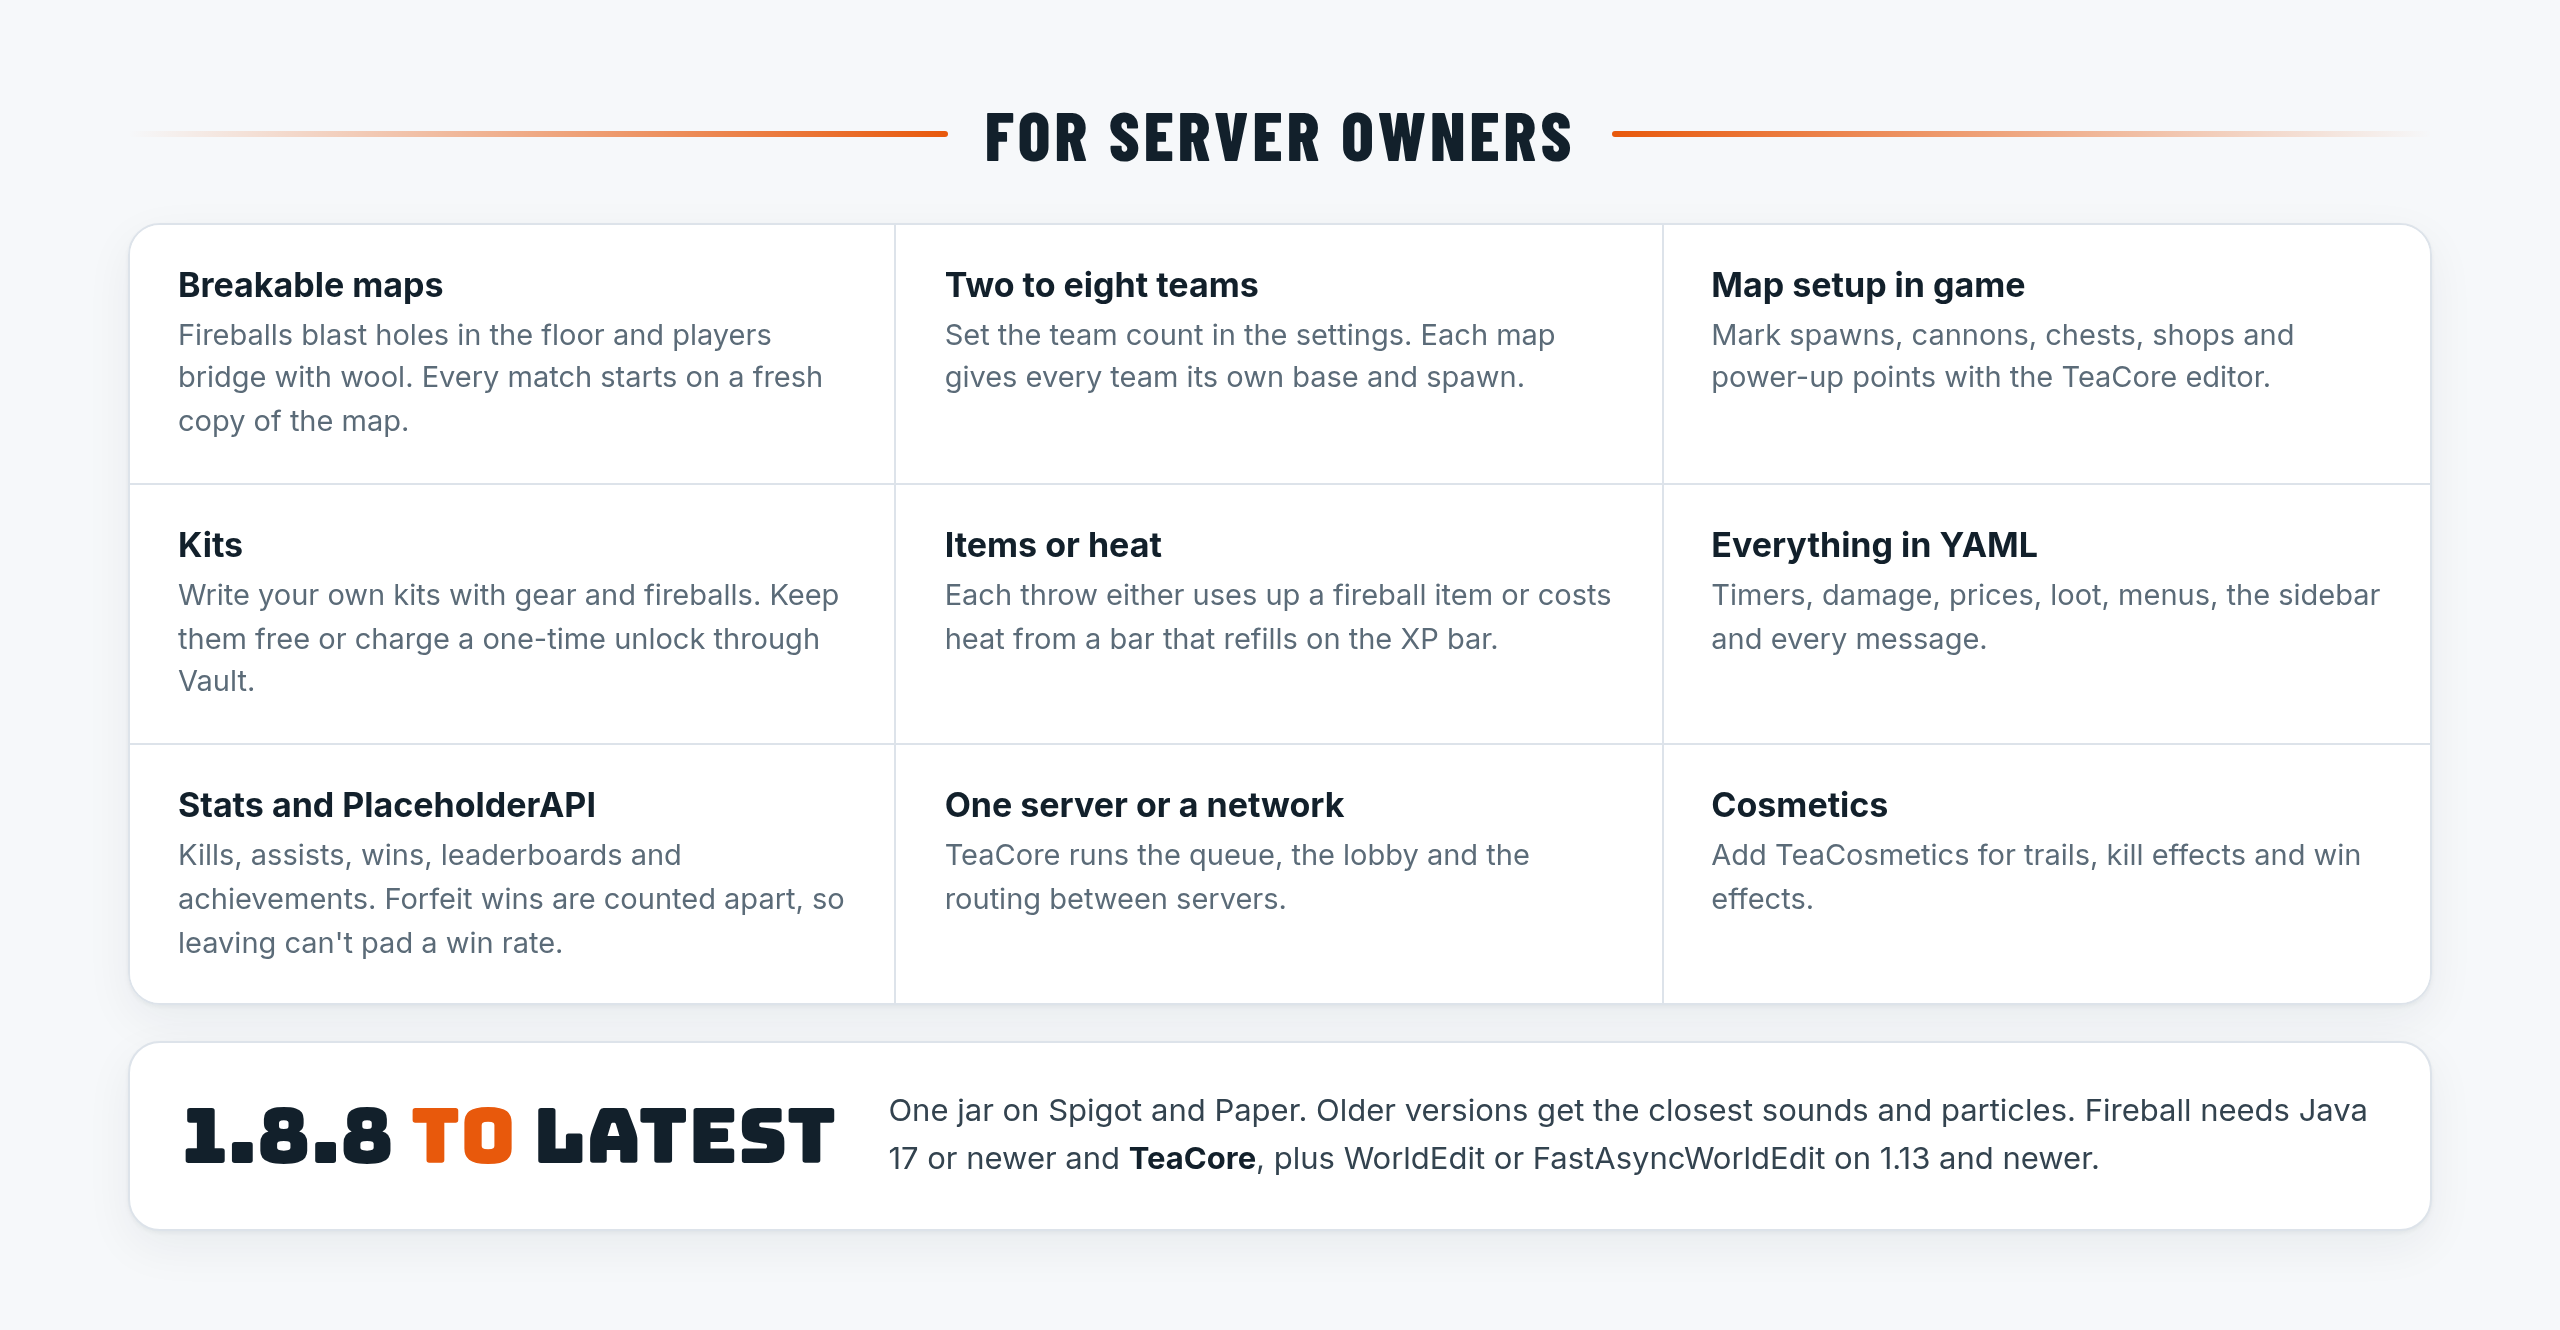 FOR SERVER OWNERS
Breakable maps
Fireballs blast holes in the floor and players
bridge with wool. Every match starts on a fresh
copy of the map.
Two to eight teams
Set the team count in the settings. Each map
gives every team its own base and spawn.
Map setup in game
Mark spawns, cannons, chests, shops and
power-up points with the TeaCore editor.
Kits
Write your own kits with gear and fireballs. Keep
them free or charge a one-time unlock through
Vault.
Items or heat
Each throw either uses up a fireball item or costs
heat from a bar that refills on the XP bar.
Everything in YAML
Timers, damage, prices, loot, menus, the sidebar
and every message.
Stats and PlaceholderAPI
Kills, assists, wins, leaderboards and
achievements. Forfeit wins are counted apart, so
leaving can't pad a win rate.
One server or a network
TeaCore runs the queue, the lobby and the
routing between servers.
Cosmetics
Add TeaCosmetics for trails, kill effects and win
effects.
1.8.8 TO LATEST
One jar on Spigot and Paper. Older versions get the closest sounds and particles. Fireball needs Java
17 or newer and TeaCore, plus WorldEdit or FastAsyncWorldEdit on 1.13 and newer.